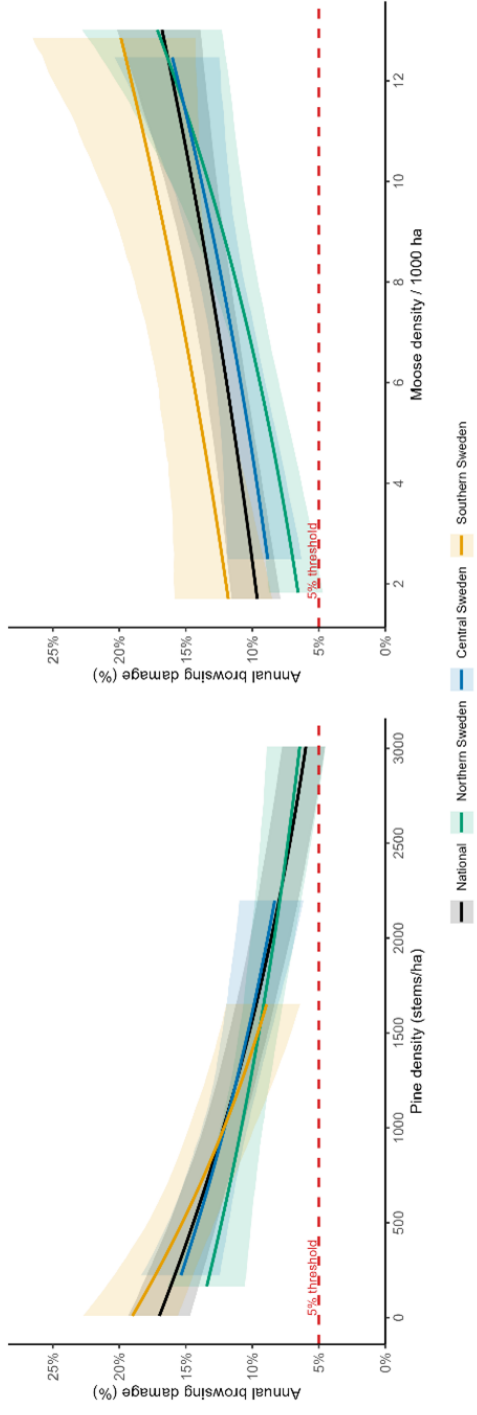 Annual browsing damage (%)
25%
20%
15%
10%
5%
0%
5% threshold
0
500
1000
1500
2000
2500
3000
Pine density (stems/ha)
Annual browsing damage (%)
25%
20%
15%
10%
5%
0%
5% threshold
2
4
6
8
10
12
Moose density / 1000 ha
National
Northern Sweden
Central Sweden
Southern Sweden